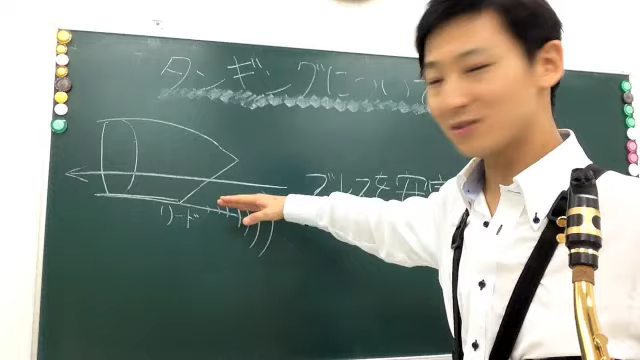 タンギングについて
ブレスを安定
リード